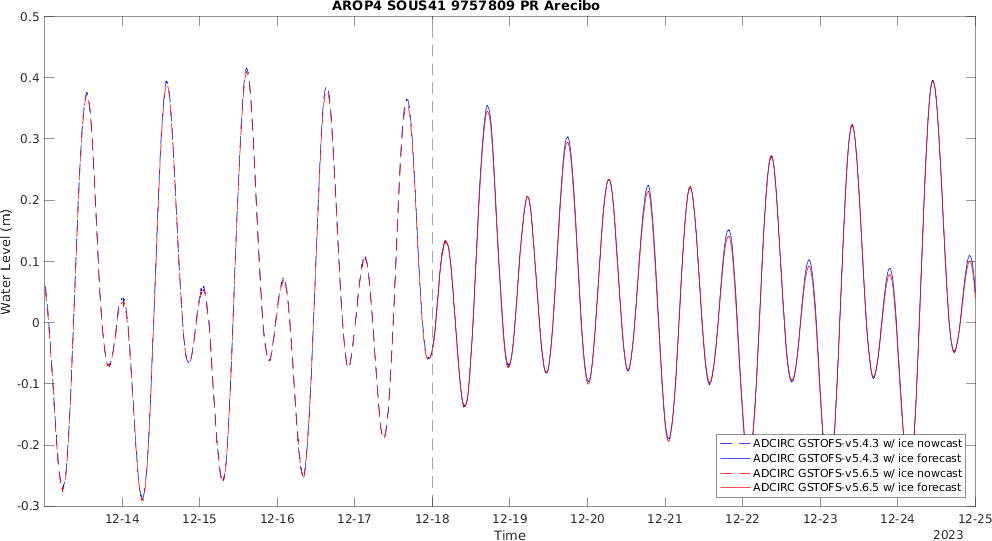 AROP4 SOUS41 9757809 PR Arecibo
0.5
0.4
0.3
0.2
0.1
0
-0.1
-0.2
-0.3
Water Level (m)
ADCIRC GSTOFS-v5.4.3 w/ ice nowcast
ADCIRC GSTOFS-v5.4.3 w/ ice forecast
ADCIRC GSTOFS-v5.6.5 w/ ice nowcast
ADCIRC GSTOFS-v5.6.5 w/ ice forecast
12-14 12-15 12-16 12-17 12-18 12-19 12-20 12-21 12-22 12-23 12-24 12-25
Time
2023